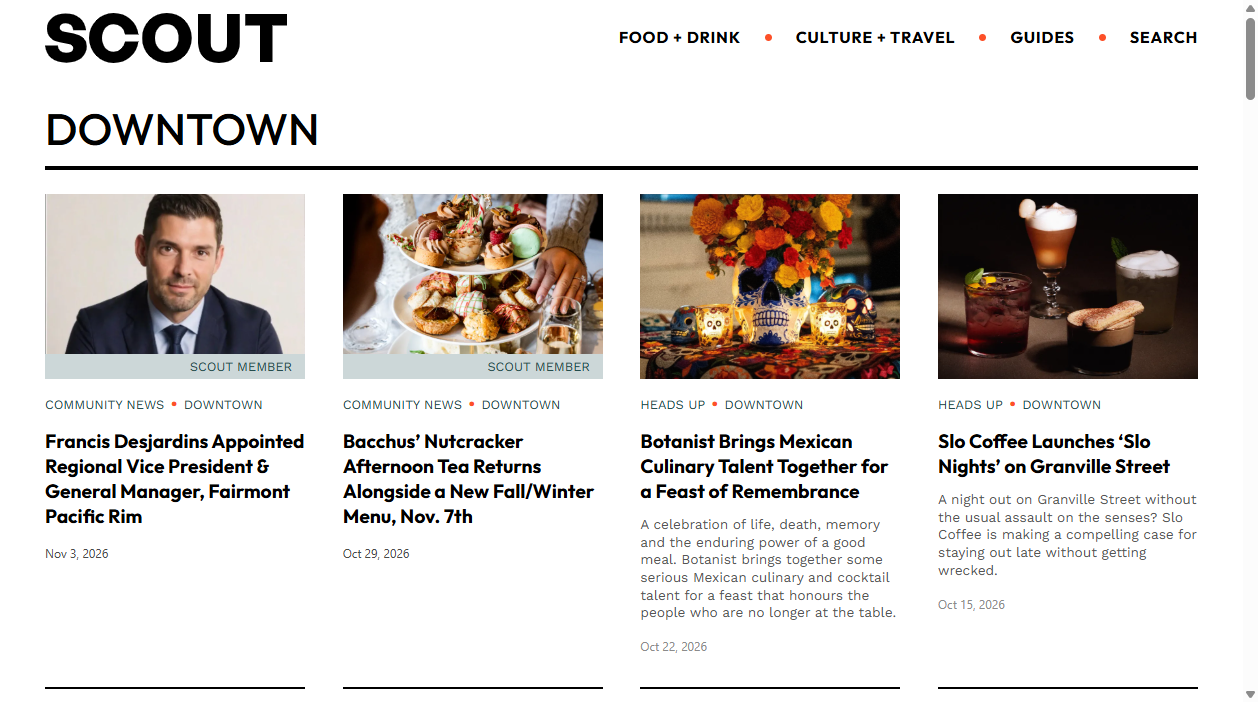 SCOUT
FOOD + DRINK • CULTURE + TRAVEL • GUIDES • SEARCH
DOWNTOWN
SCOUT MEMBER
COMMUNITY NEWS • DOWNTOWN
Francis Desjardins Appointed
Regional Vice President &
General Manager, Fairmont
Pacific Rim
Nov 3, 2026
SCOUT MEMBER
COMMUNITY NEWS • DOWNTOWN
Bacchus’ Nutcracker
Afternoon Tea Returns
Alongside a New Fall/Winter
Menu, Nov. 7th
Oct 29, 2026
HEADS UP • DOWNTOWN
Botanist Brings Mexican
Culinary Talent Together for
a Feast of Remembrance
A celebration of life, death, memory
and the enduring power of a good
meal. Botanist brings together some
serious Mexican culinary and cocktail
talent for a feast that honours the
people who are no longer at the table.
Oct 22, 2026
HEADS UP • DOWNTOWN
Slo Coffee Launches ‘Slo
Nights’ on Granville Street
A night out on Granville Street without
the usual assault on the senses? Slo
Coffee is making a compelling case for
staying out late without getting
wrecked.
Oct 15, 2026